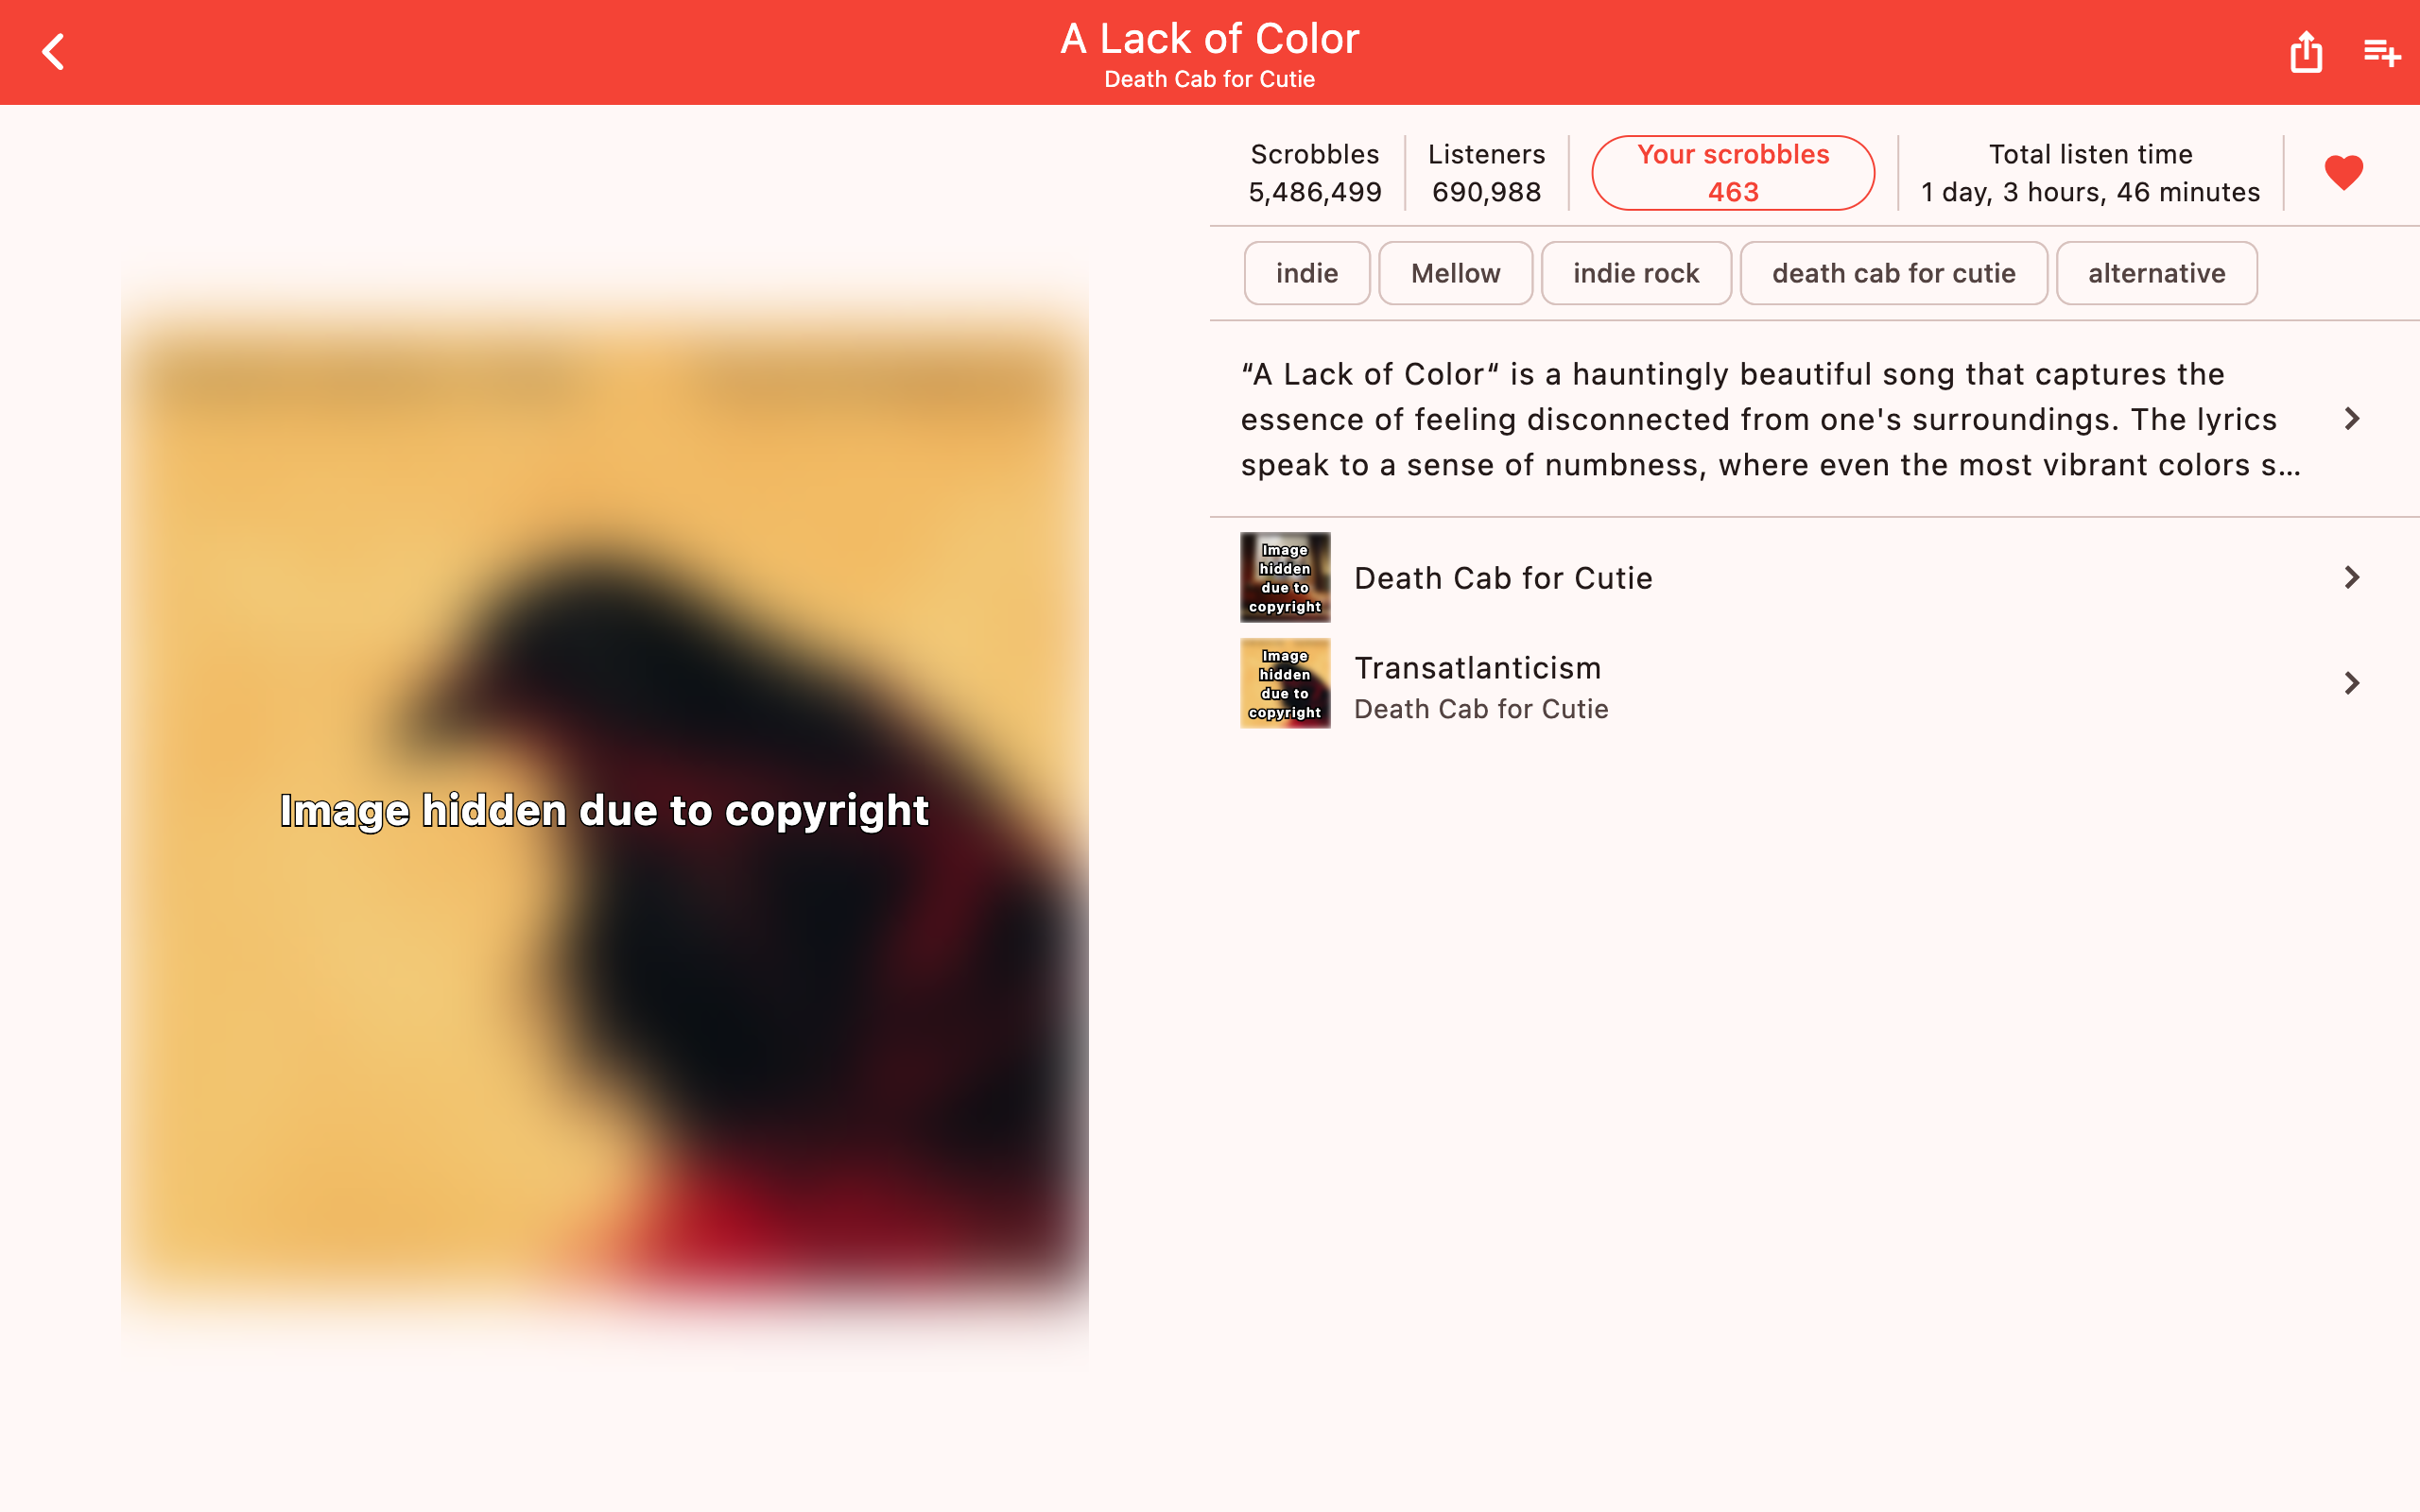 A Lack of Color
Death Cab for Cutie
Scrobbles
5,486,499
Listeners
690,988
Your scrobbles
463
Total listen time
1 day, 3 hours, 46 minutes
indie
Mellow
indie rock
death cab for cutie
alternative
“A Lack of Color“ is a hauntingly beautiful song that captures the
essence of feeling disconnected from one's surroundings. The lyrics
speak to a sense of numbness, where even the most vibrant colors s...
Image hidden due to copyright
Image
hidden
due to
copyright
Death Cab for Cutie
Image
hidden
due to
copyright
Transatlanticism
Death Cab for Cutie